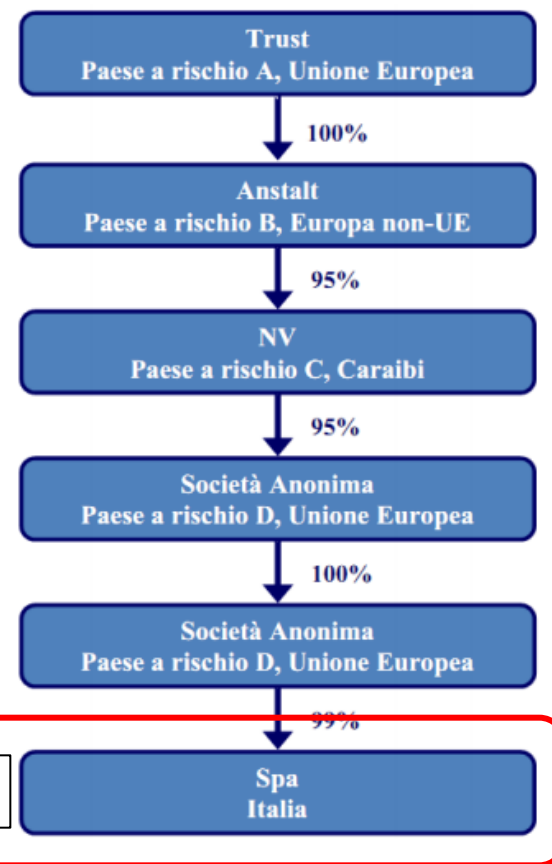 Trust
Paese a rischio A, Unione Europea
100%
Anstalt
Paese a rischio B, Europa non-UE
95%
NV
Paese a rischio C, Caraibi
95%
Società Anonima
Paese a rischio D, Unione Europea
100%
Società Anonima
Paese a rischio D, Unione Europea
99%
Spa
Italia